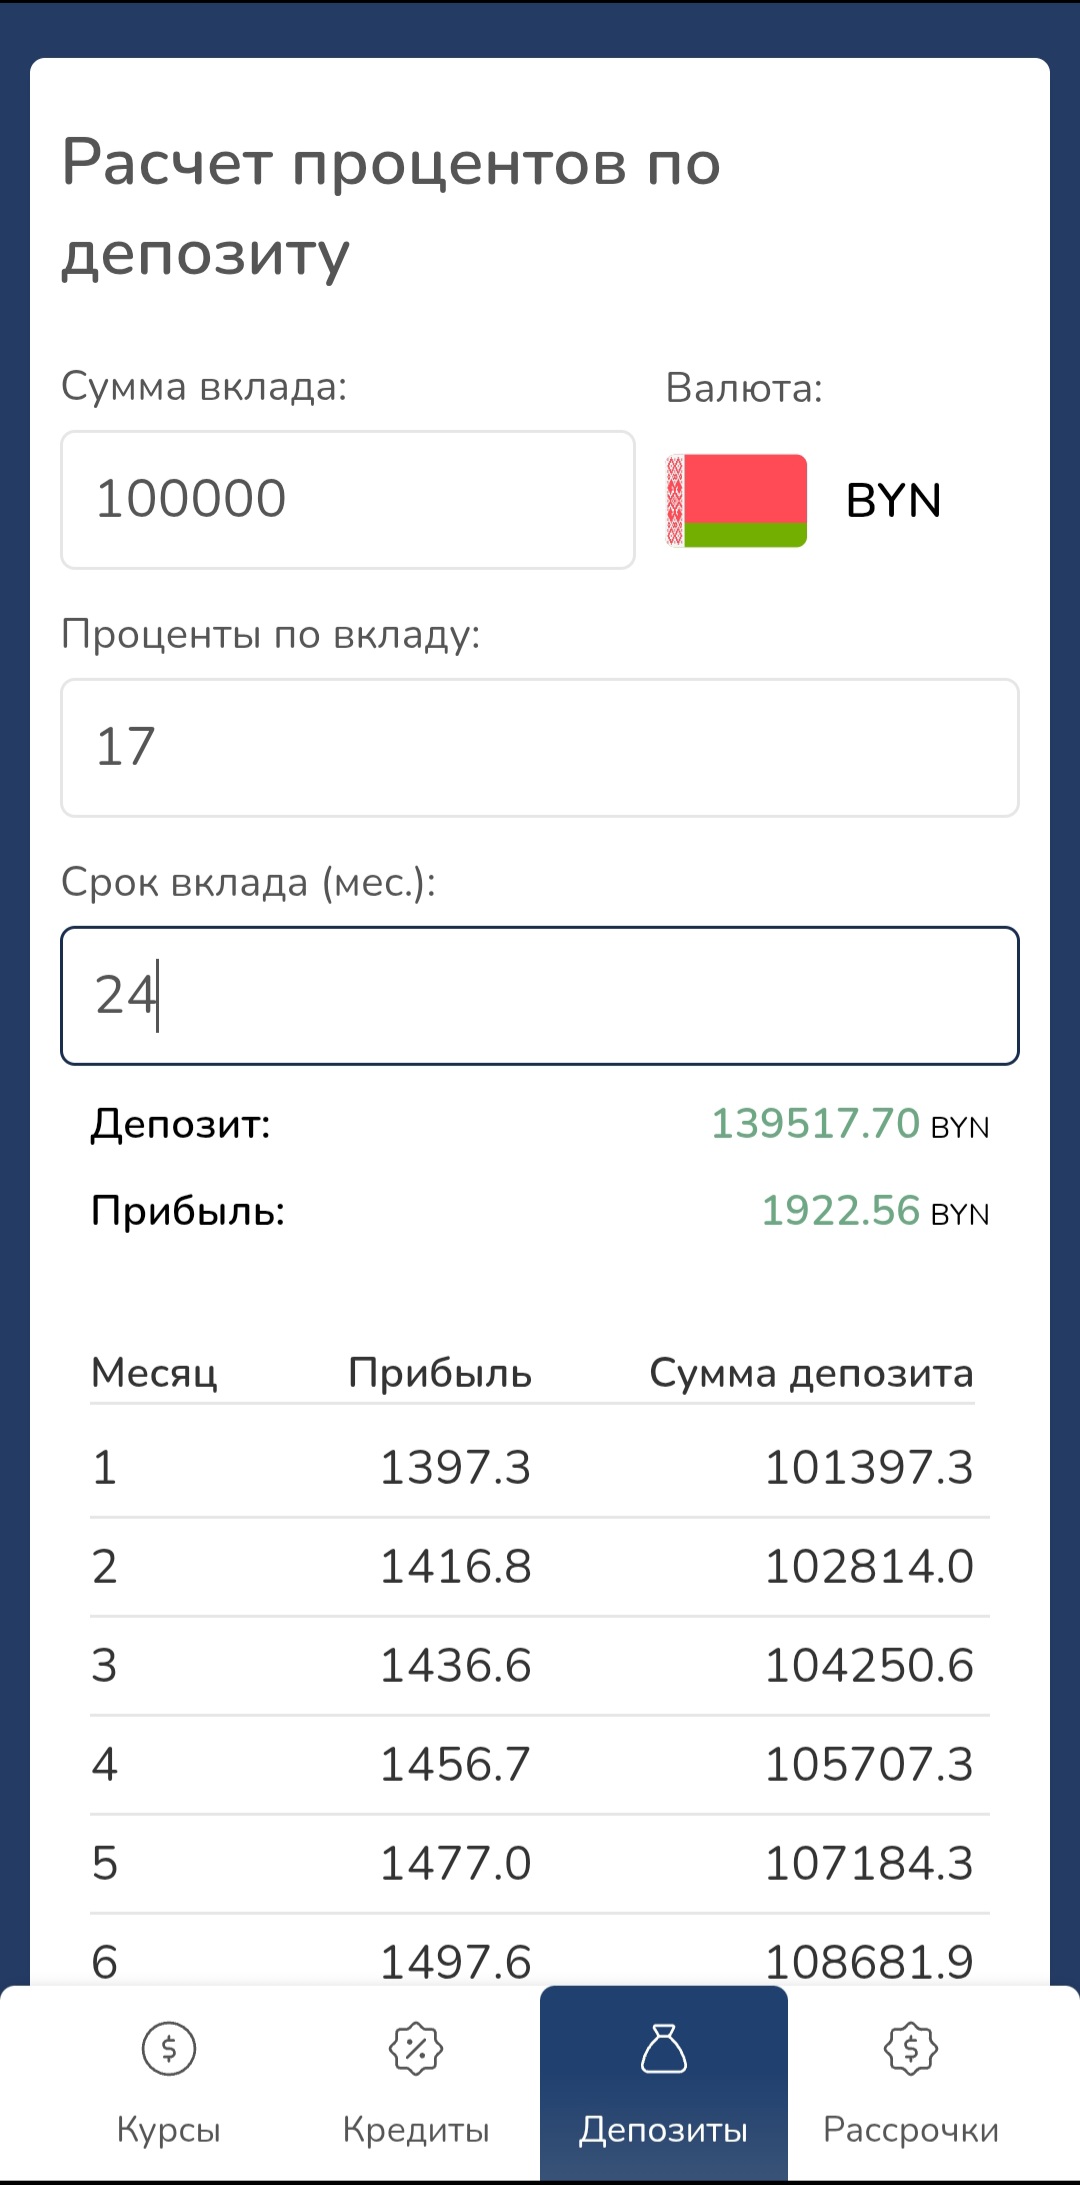 Расчет процентов по
депозиту
Сумма вклада: Валюта:
100000 BYN
Проценты по вкладу:
17
Срок вклада (мес.):
24
Депозит: 139517.70 BYN
Прибыль: 1922.56 BYN
Месяц Прибыль Сумма депозита
1 1397.3 101397.3
2 1416.8 102814.0
3 1436.6 104250.6
4 1456.7 105707.3
5 1477.0 107184.3
6 1497.6 108681.9
Курсы Кредиты Депозиты Рассрочки